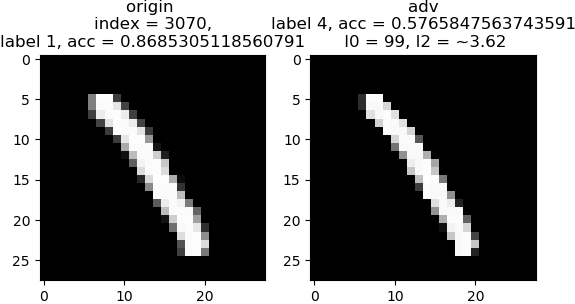 origin
index = 3070,
label 1, acc = 0.8685305118560791
0
5
10
15
20
25
0 10 20
adv
label 4, acc = 0.5765847563743591
l0 = 99, l2 = ~3.62
0
5
10
15
20
25
0 10 20